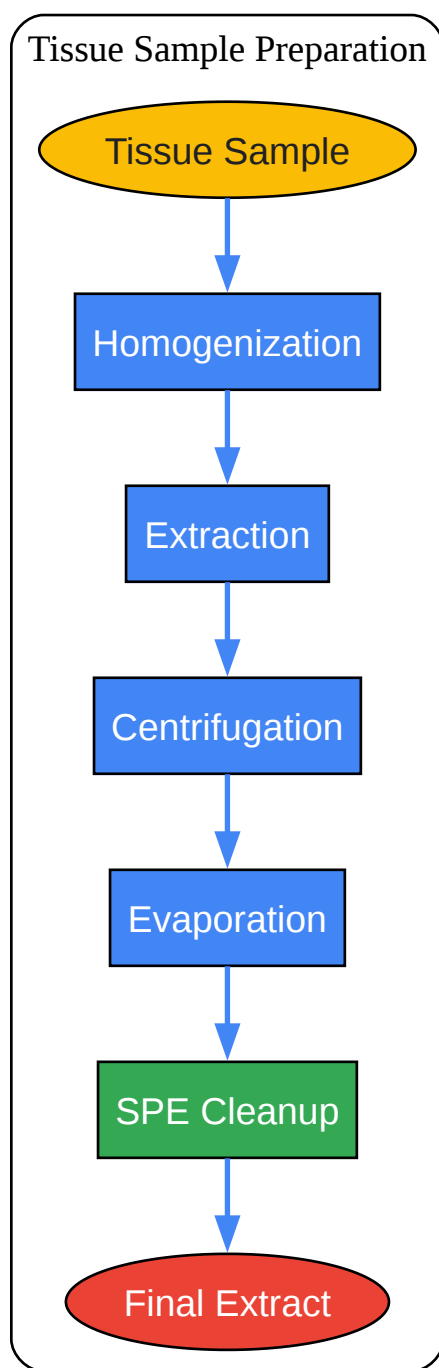 Tissue Sample Preparation
Tissue Sample
Homogenization
Extraction
Centrifugation
Evaporation
SPE Cleanup
Final Extract